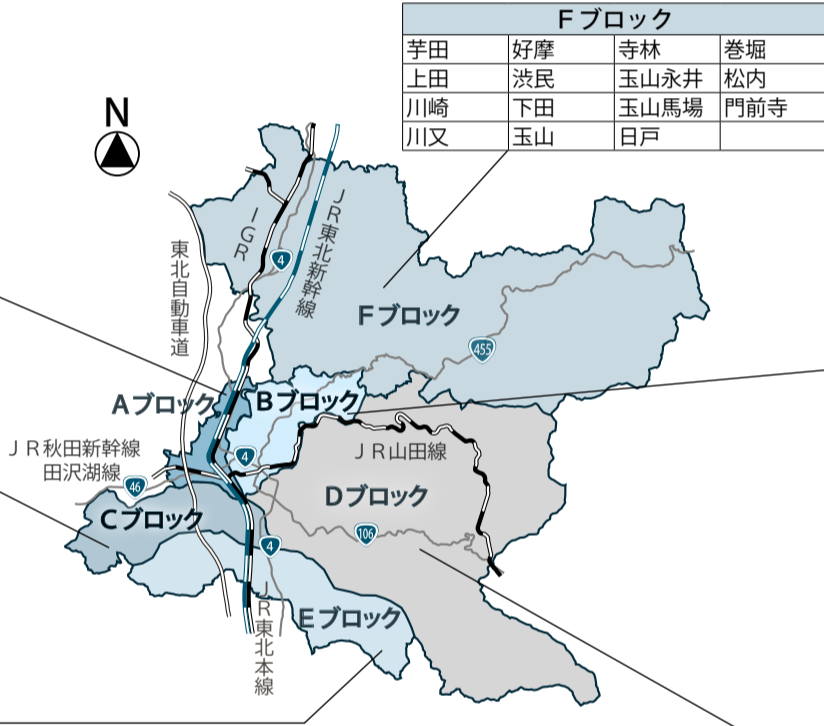 Fブロック
芋田 好摩 寺林 巻堀
上田 渋民 玉山永井 松内
川崎 下田 玉山馬場 門前寺
川又 玉山 日戸
N
IGR
4
JR東北新幹線
東北自動車道
Fブロック
455
Aブロック
Bブロック
JR秋田新幹線
田沢湖線
46
4
JR山田線
Dブロック
Cブロック
106
4
Eブロック
JR東北本線